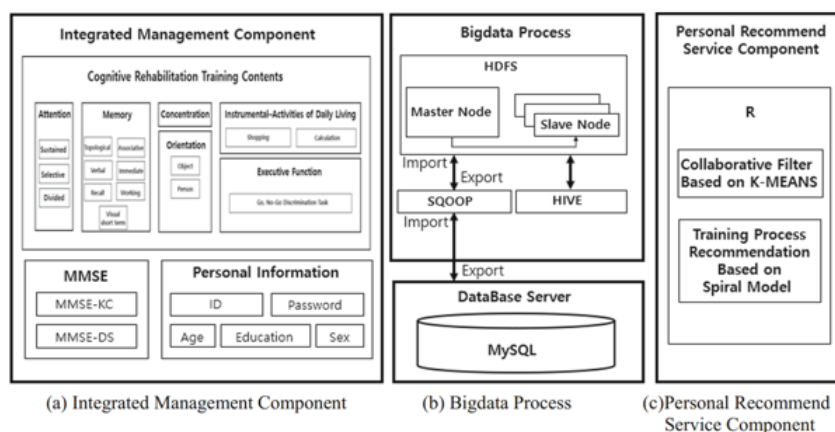 Integrated Management Component
Cognitive Rehabilitation Training Contents
Attention
Sustained
Selective
Divided
Memory
Topological
Associative
Verbal
Immediate
Recall
Working
Visual
short term
Concentration
Orientation
Object
Person
Instrumental-Activities of Daily Living
Shopping
Calculation
Executive Function
Go, No-Go Discrimination Task
MMSE
MMSE-KC
MMSE-DS
Personal Information
ID
Password
Age
Education
Sex
Bigdata Process
HDFS
Master Node
Slave Node
Import
Export
SQOOP
HIVE
Import
Export
DataBase Server
MySQL
Personal Recommend
Service Component
R
Collaborative Filter
Based on K-MEANS
Training Process
Recommendation
Based on
Spiral Model
(a) Integrated Management Component
(b) Bigdata Process
(c)Personal Recommend
Service Component